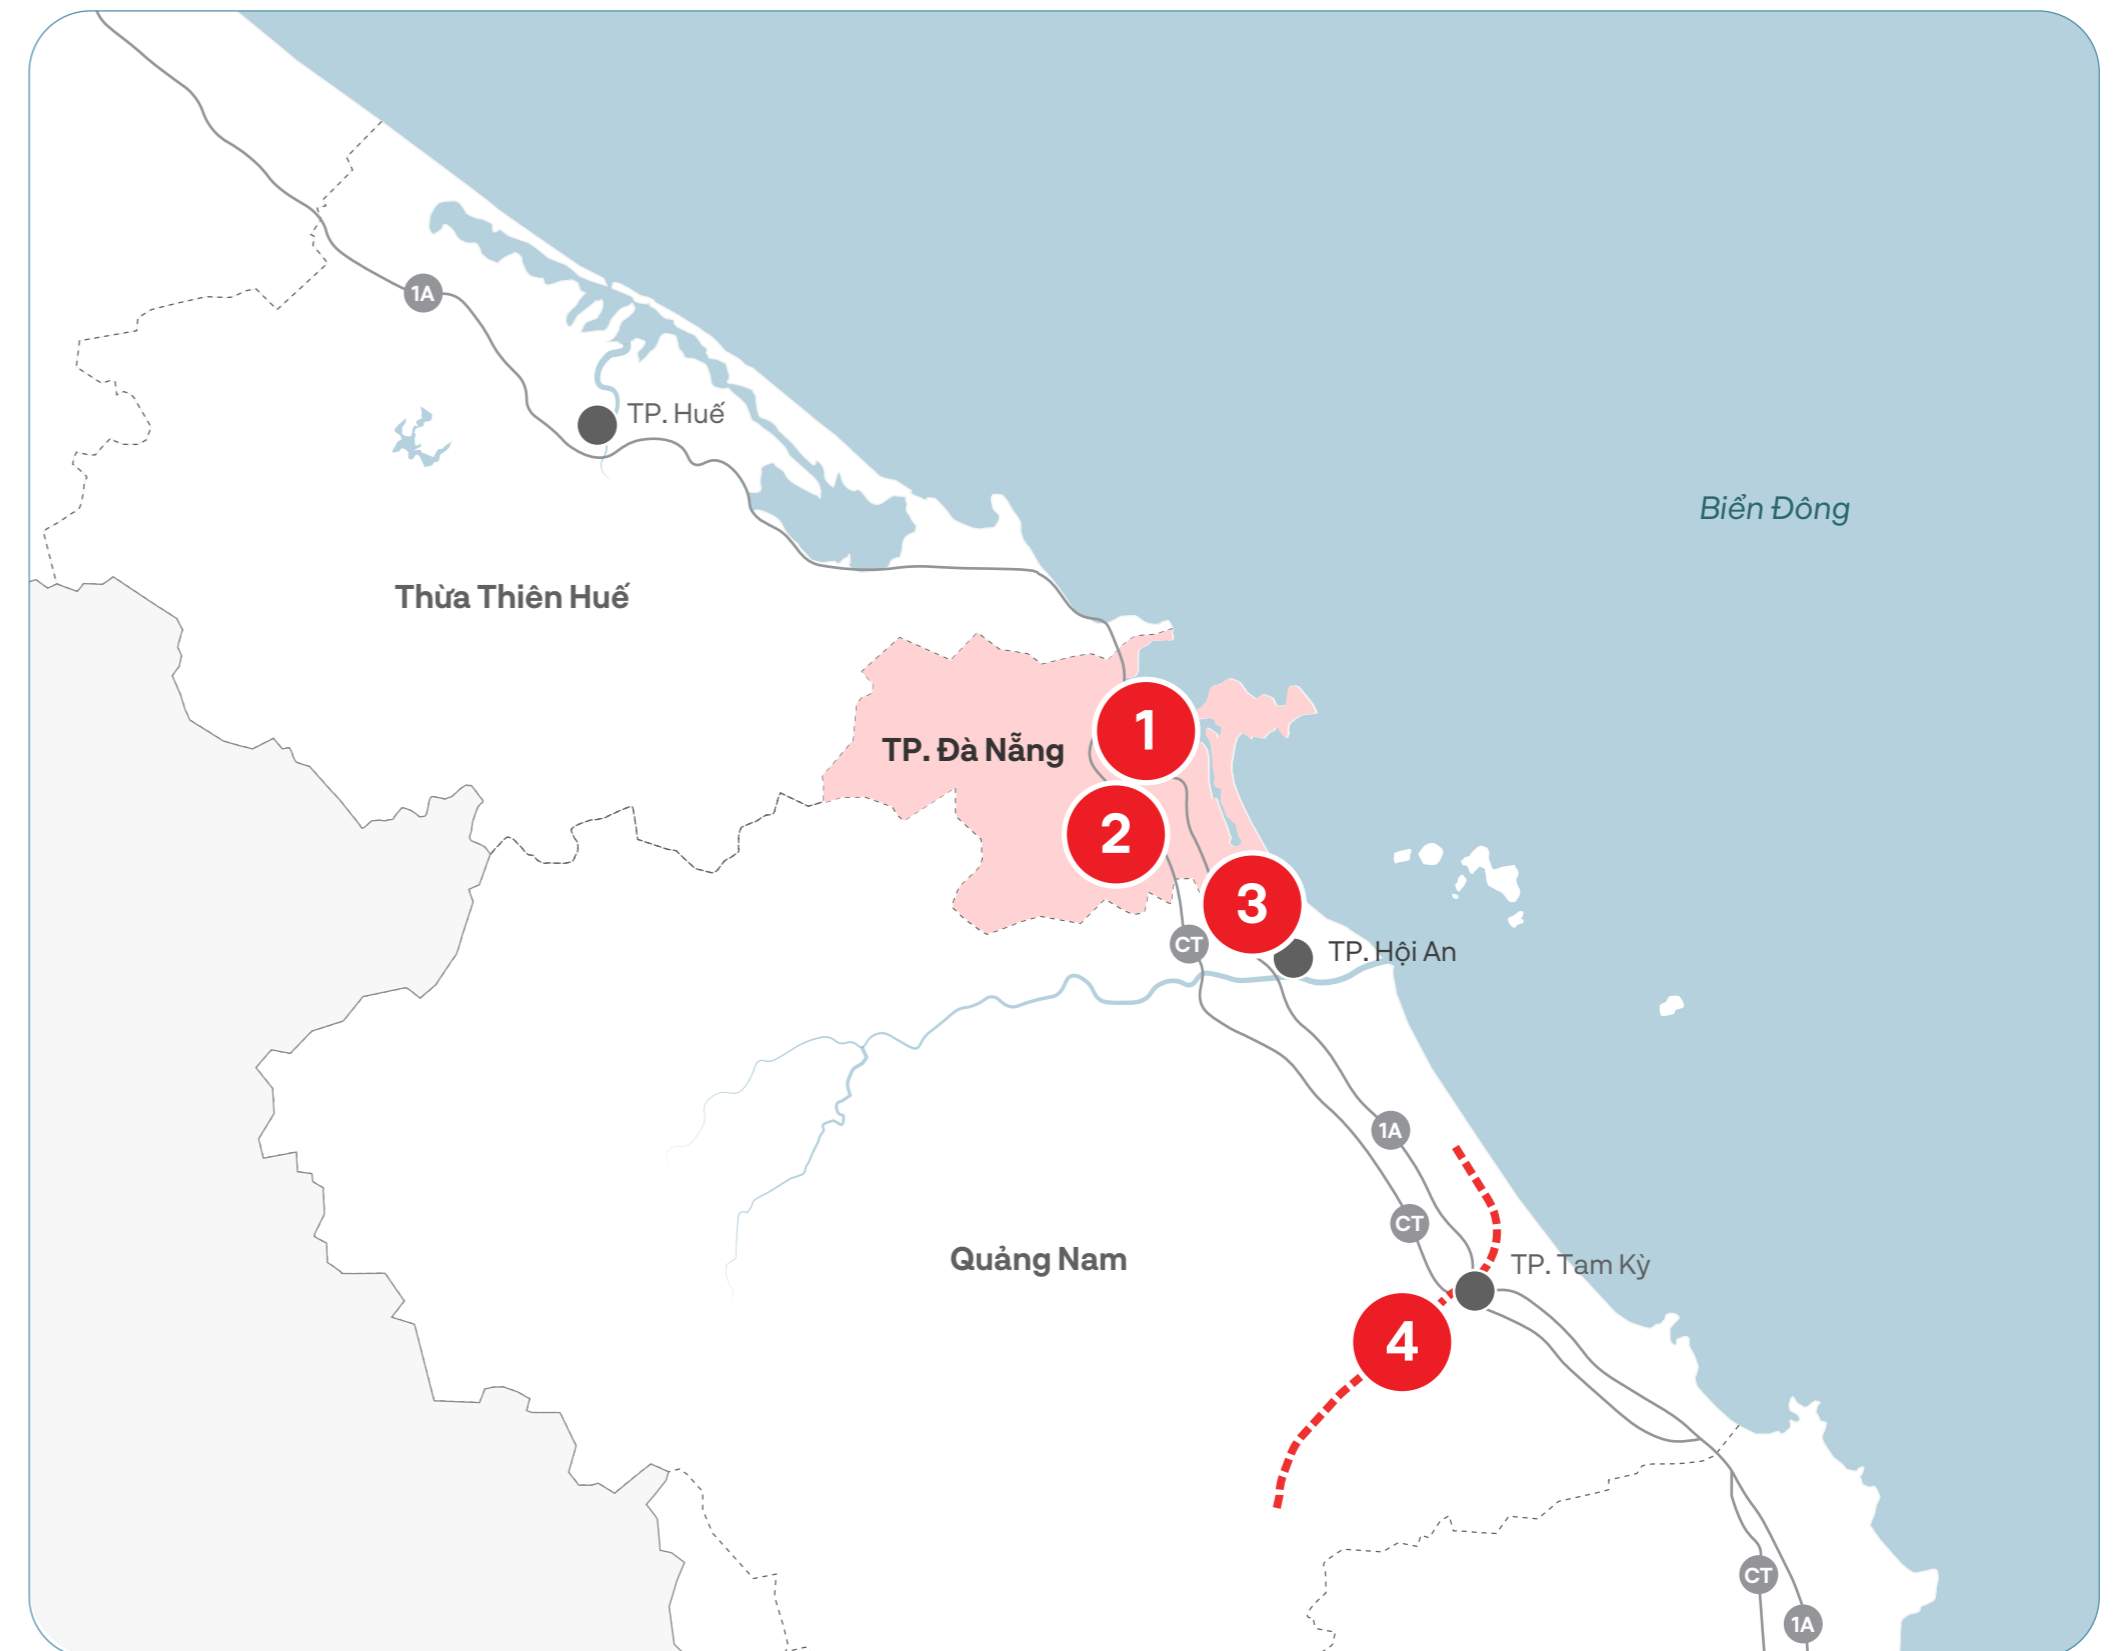 1A
TP. Huế
Biển Đông
Thừa Thiên Huế
1
TP. Đà Nẵng
2
3
CT
TP. Hội An
1A
CT
Quảng Nam
TP. Tam Kỳ
4
CT
1A